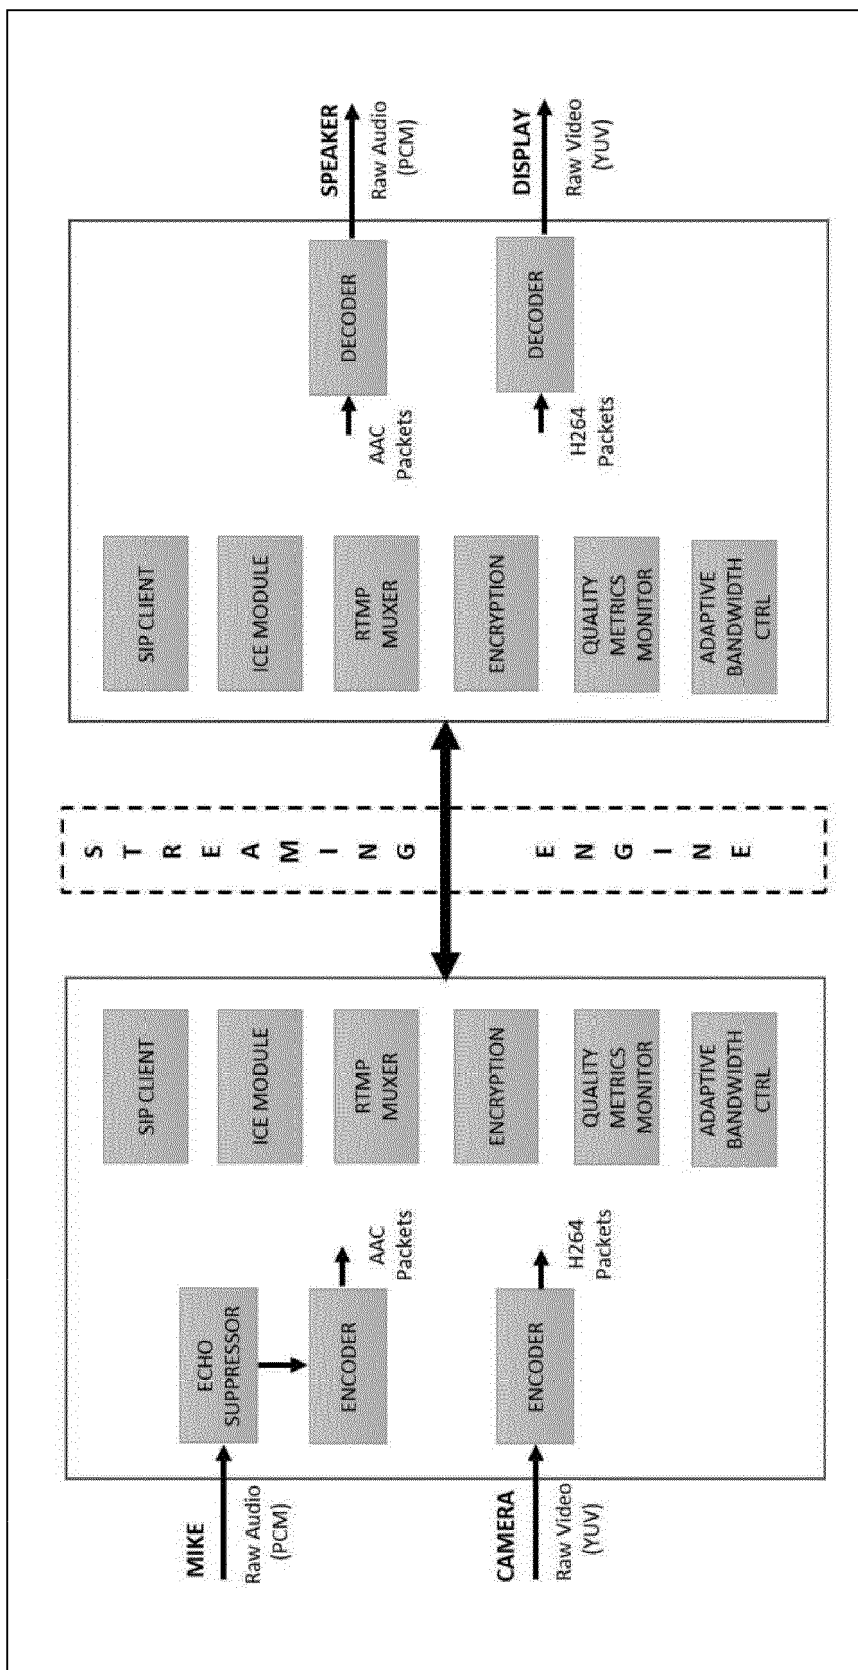 MIKE
Raw Audio
(PCM)
ECHO
SUPPRESSOR
ENCODER
AAC
Packets
CAMERA
Raw Video
(YUV)
ENCODER
H264
Packets
SIP CLIENT
ICE MODULE
RTMP
MUXER
ENCRYPTION
QUALITY
METRICS
MONITOR
ADAPTIVE
BANDWIDTH
CTRL
STREAMING ENGINE
SIP CLIENT
ICE MODULE
RTMP
MUXER
ENCRYPTION
QUALITY
METRICS
MONITOR
ADAPTIVE
BANDWIDTH
CTRL
AAC
Packets
DECODER
SPEAKER
Raw Audio
(PCM)
H264
Packets
DECODER
DISPLAY
Raw Video
(YUV)